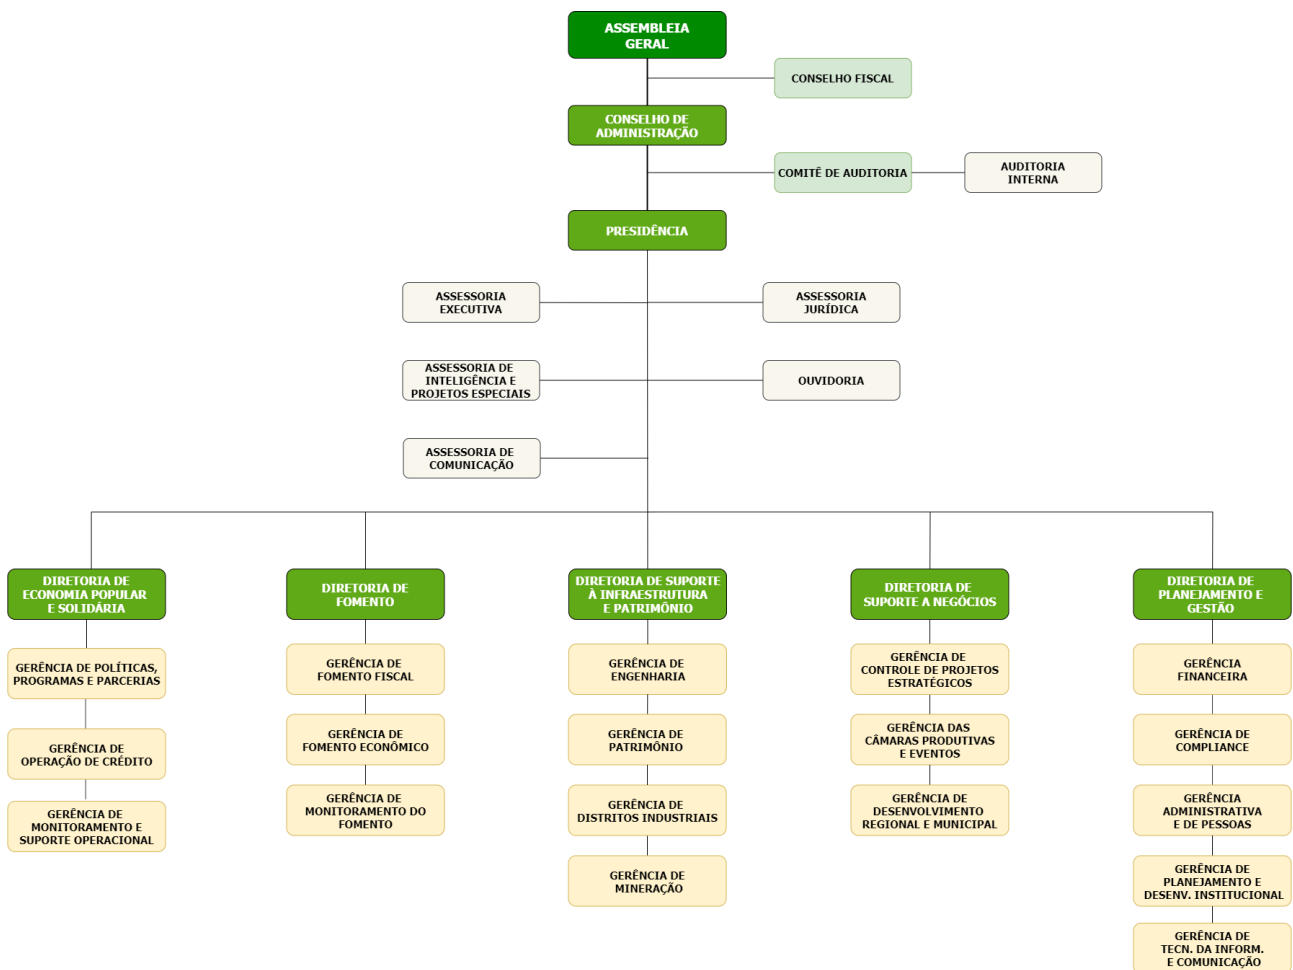 ASSEMBLEIA
GERAL
CONSELHO FISCAL
CONSELHO DE
ADMINISTRAÇÃO
COMITÊ DE AUDITORIA
AUDITORIA
INTERNA
PRESIDÊNCIA
ASSESSORIA
EXECUTIVA
ASSESSORIA
JURÍDICA
ASSESSORIA DE
INTELIGÊNCIA E
PROJETOS ESPECIAIS
OUVIDORIA
ASSESSORIA DE
COMUNICAÇÃO
DIRETORIA DE
ECONOMIA POPULAR
E SOLIDÁRIA
GERÊNCIA DE POLÍTICAS,
PROGRAMAS E PARCERIAS
GERÊNCIA DE
OPERAÇÃO DE CRÉDITO
GERÊNCIA DE
MONITORAMENTO E
SUPORTE OPERACIONAL
DIRETORIA DE
FOMENTO
GERÊNCIA DE
FOMENTO FISCAL
GERÊNCIA DE
FOMENTO ECONÔMICO
GERÊNCIA DE
MONITORAMENTO DO
FOMENTO
DIRETORIA DE SUPORTE
À INFRAESTRUTURA
E PATRIMÔNIO
GERÊNCIA DE
ENGENHARIA
GERÊNCIA DE
PATRIMÔNIO
GERÊNCIA DE
DISTRITOS INDUSTRIAIS
GERÊNCIA DE
MINERAÇÃO
DIRETORIA DE
SUPORTE A NEGÓCIOS
GERÊNCIA DE
CONTROLE DE PROJETOS
ESTRATÉGICOS
GERÊNCIA DAS
CÂMARAS PRODUTIVAS
E EVENTOS
GERÊNCIA DE
DESENVOLVIMENTO
REGIONAL E MUNICIPAL
DIRETORIA DE
PLANEJAMENTO E
GESTÃO
GERÊNCIA
FINANCEIRA
GERÊNCIA DE
COMPLIANCE
GERÊNCIA
ADMINISTRATIVA
E DE PESSOAS
GERÊNCIA DE
PLANEJAMENTO E
DESENV. INSTITUCIONAL
GERÊNCIA DE
TECN. DA INFORM.
E COMUNICAÇÃO